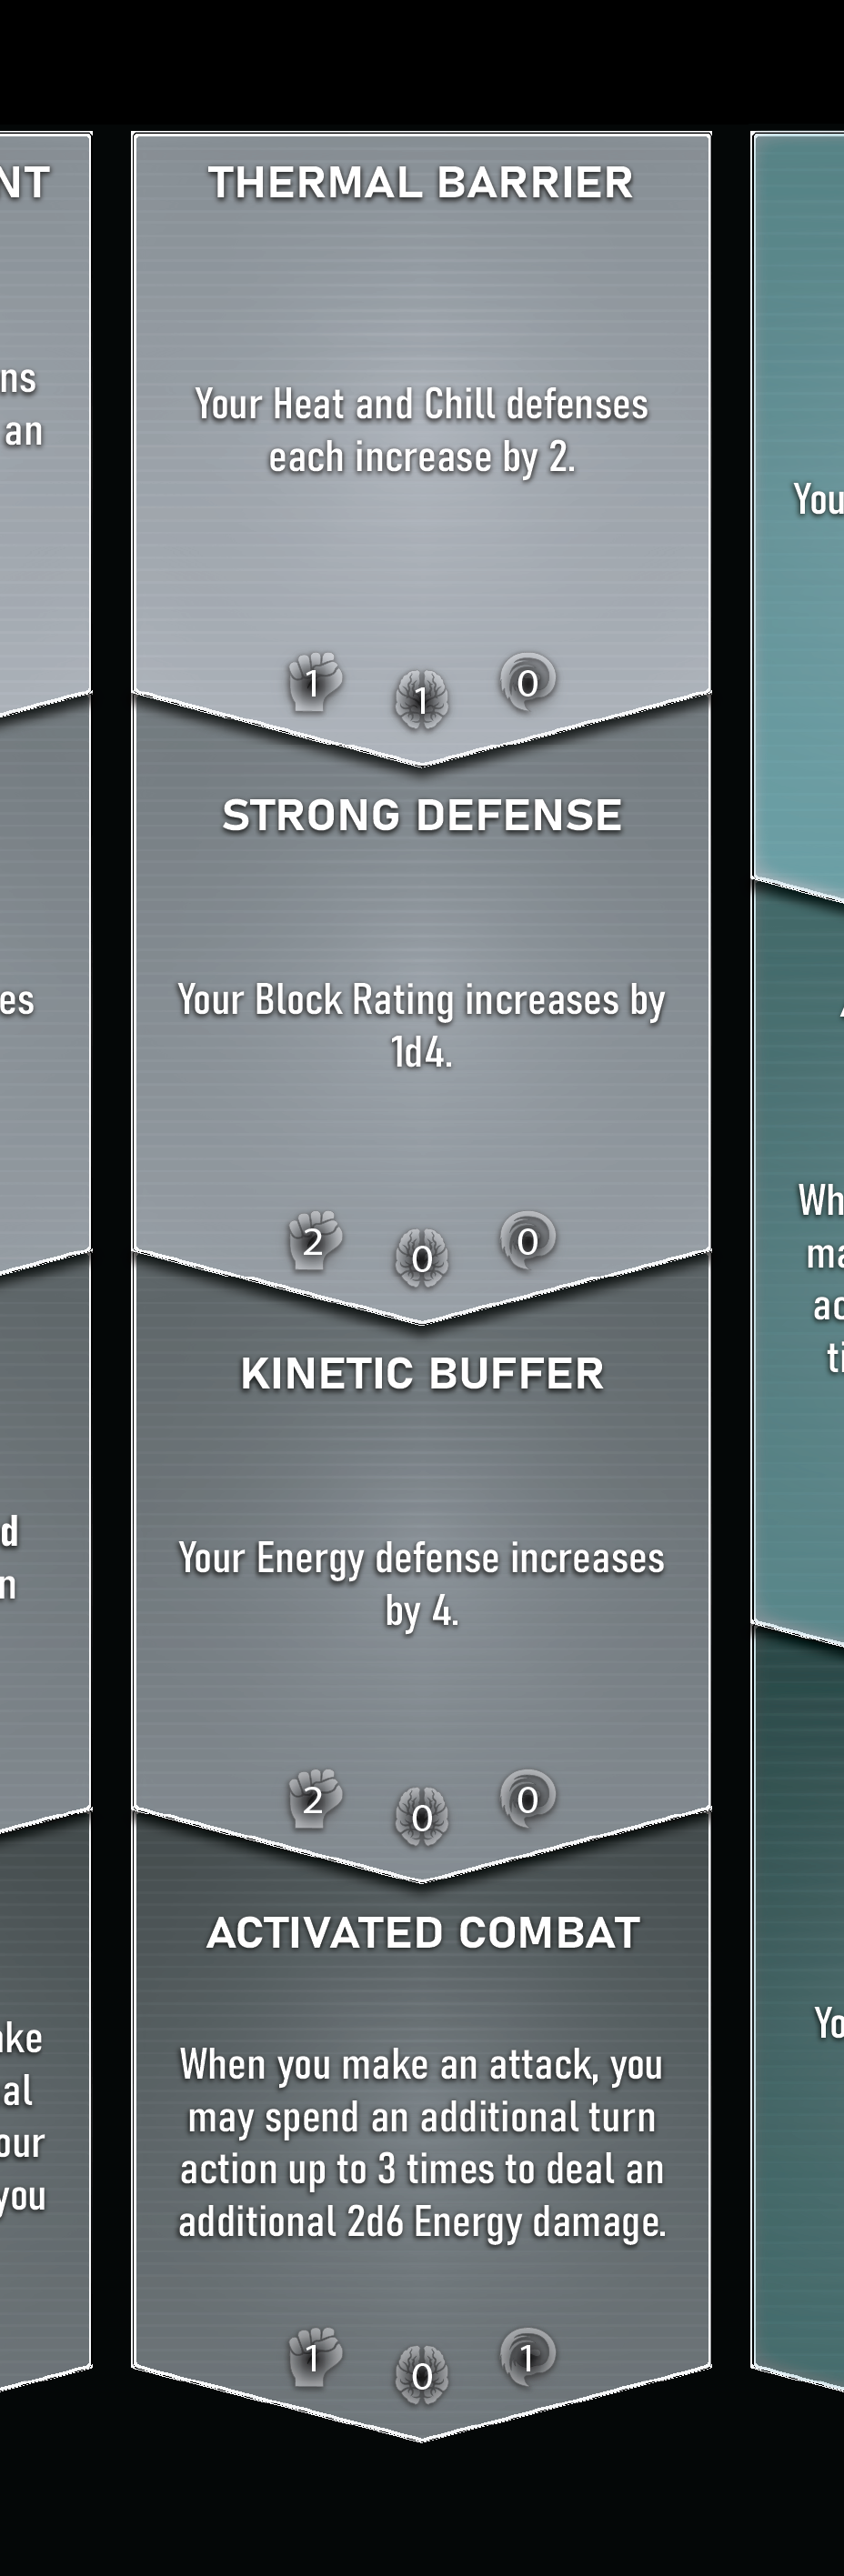 NT
ns
an
es
d
n
ake
al
our
you
THERMAL BARRIER
Your Heat and Chill defenses
each increase by 2.
1 1 0
STRONG DEFENSE
Your Block Rating increases by
1d4.
2 0 0
KINETIC BUFFER
Your Energy defense increases
by 4.
2 0 0
ACTIVATED COMBAT
When you make an attack, you
may spend an additional turn
action up to 3 times to deal an
additional 2d6 Energy damage.
1 0 1
You
Wh
ma
ac
ti
Yo